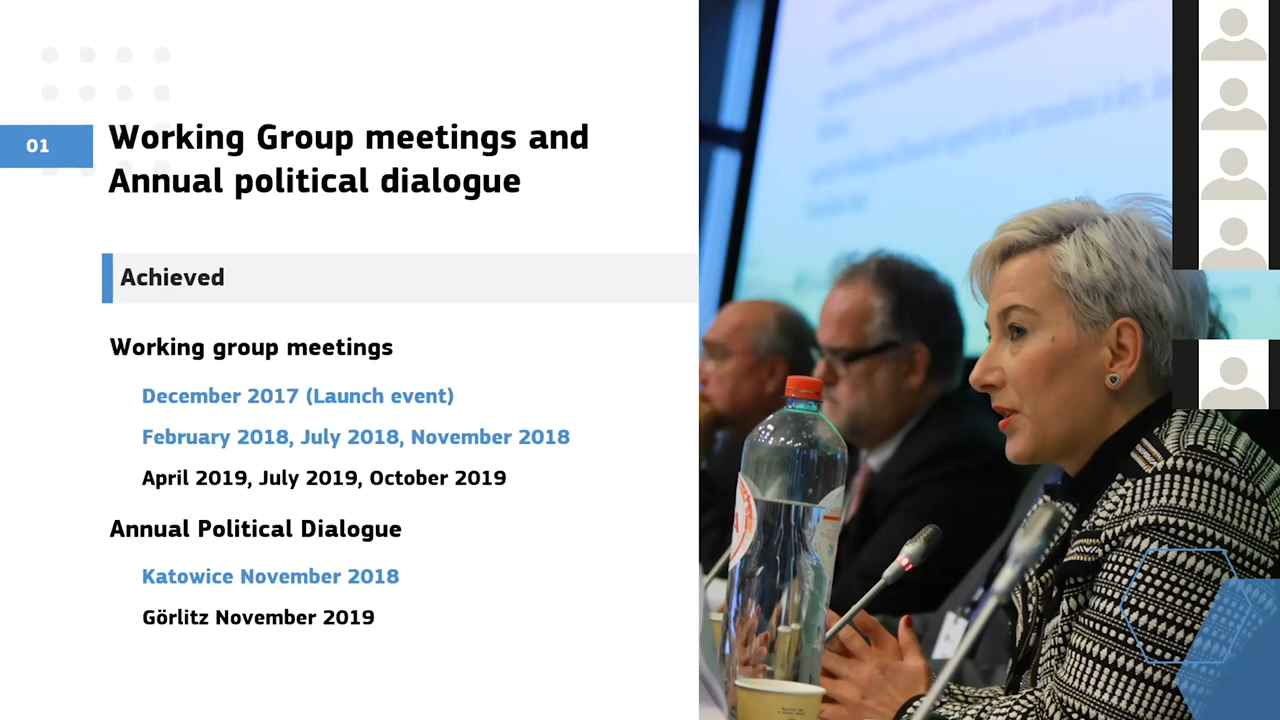 01
Working Group meetings and
Annual political dialogue
Achieved
Working group meetings
December 2017 (Launch event)
February 2018, July 2018, November 2018
April 2019, July 2019, October 2019
Annual Political Dialogue
Katowice November 2018
Görlitz November 2019